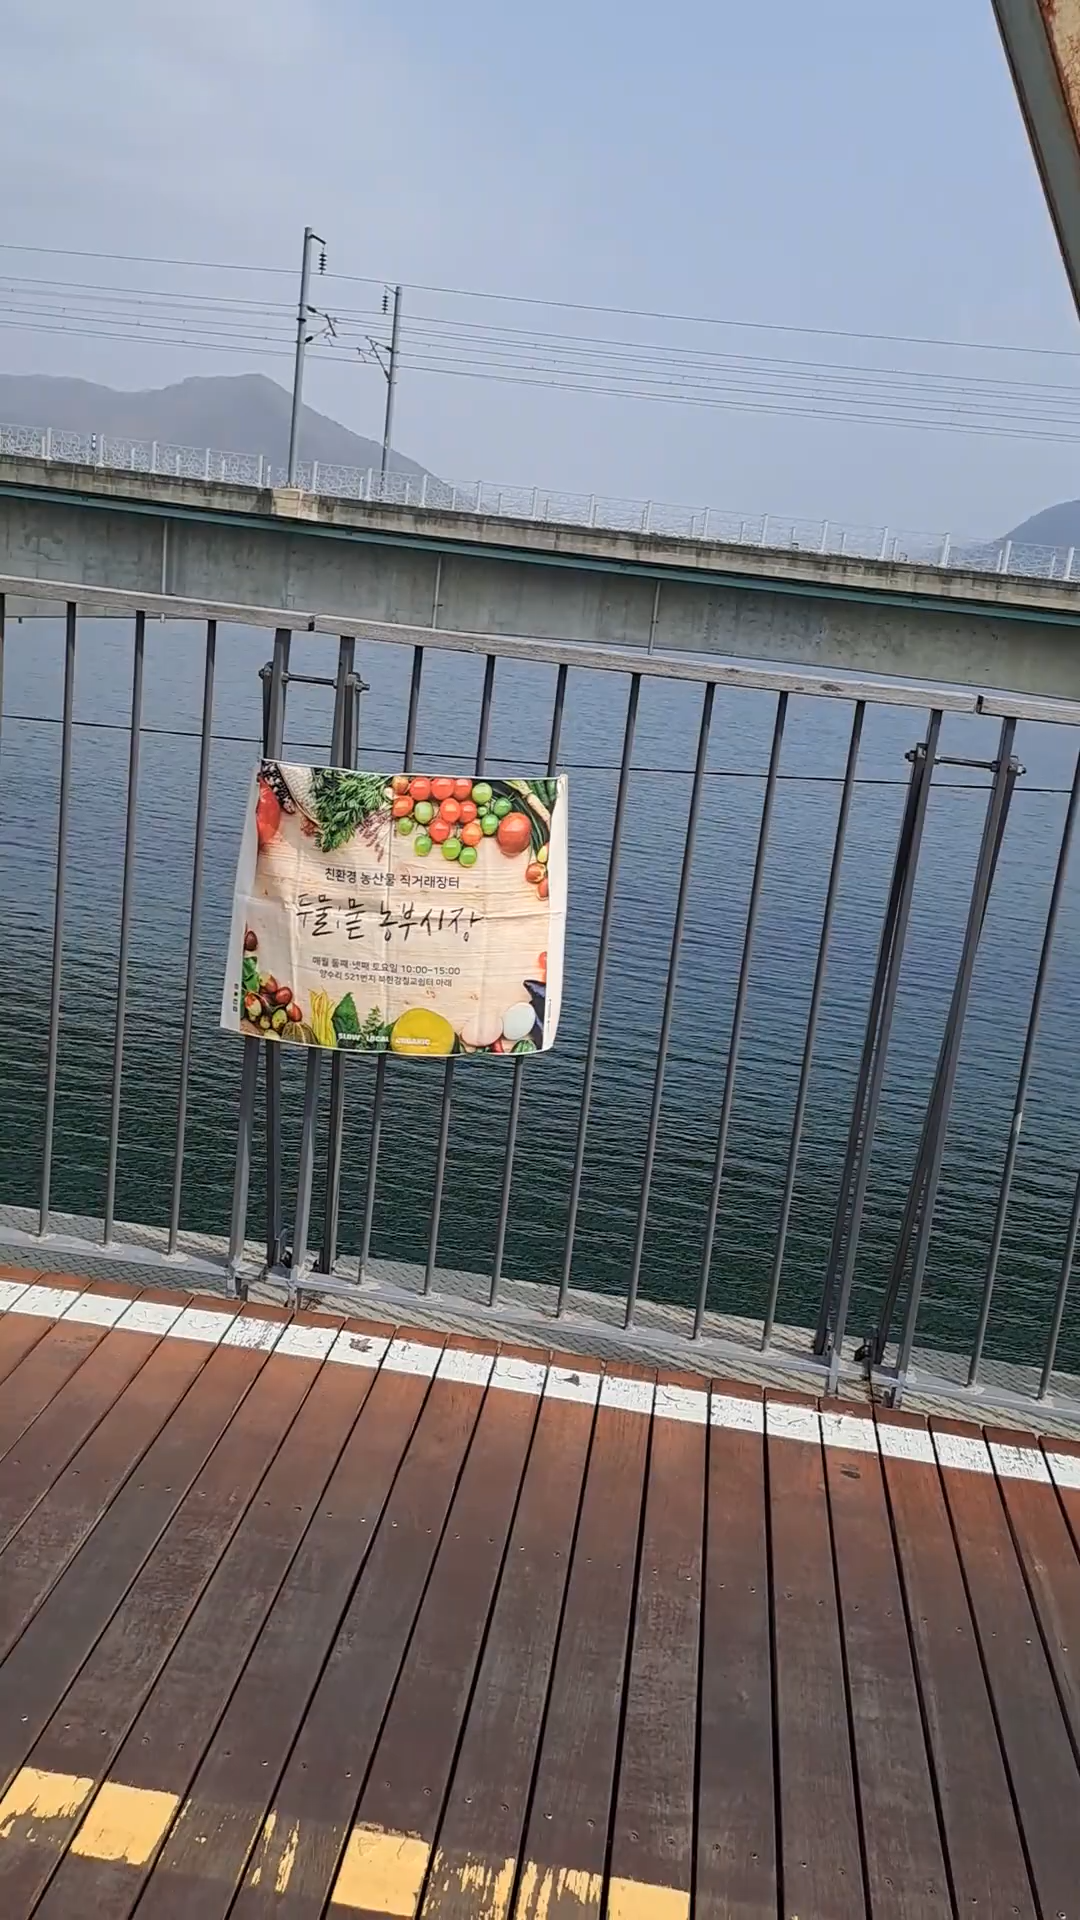 친환경 농산물 직거래장터
두물;뭍 농부시장
매월 둘째·넷째 토요일 10:00-15:00
양수리 521번지 북한강철교쉼터 아래
SLOW LOCAL ORGANIC